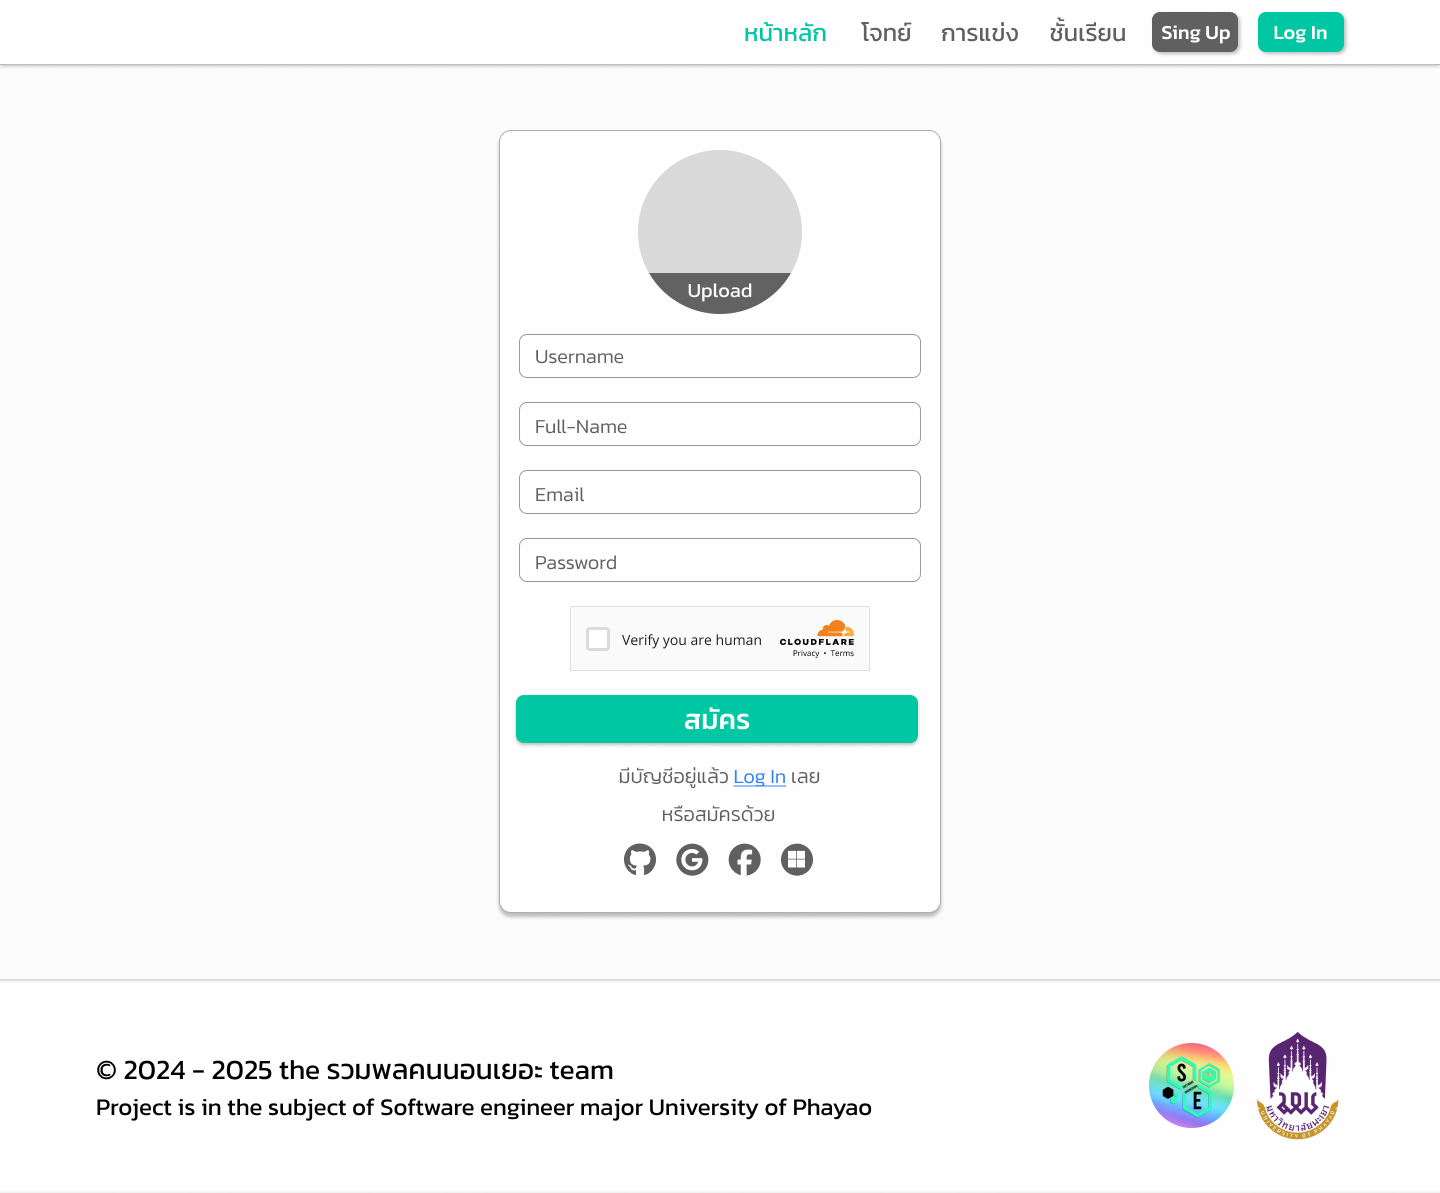 หน้าหลัก โจทย์ การแข่ง ชั้นเรียน Sing Up Log In
Upload
Username
Full-Name
Email
Password
Verify you are human
CLOUDFLARE
Privacy • Terms
สมัคร
มีบัญชีอยู่แล้ว Log In เลย
หรือสมัครด้วย
© 2024 - 2025 the รวมพลคนนอนเยอะ team
Project is in the subject of Software engineer major University of Phayao
S
E
มหาวิทยาลัยพะเยา
UNIVERSITY OF PHAYAO